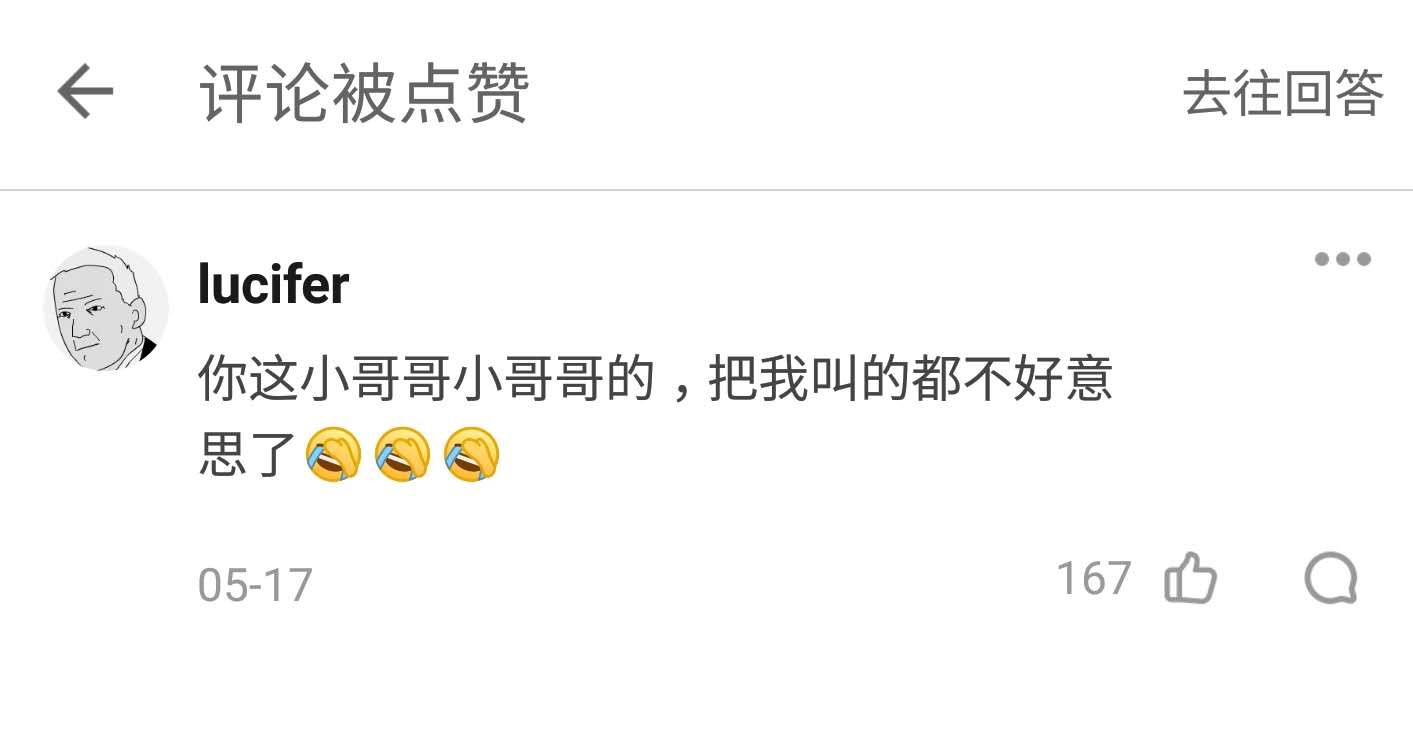 评论被点赞
去往回答
lucifer
你这小哥哥小哥哥的，把我叫的都不好意
思了🤣🤣🤣
05-17
167